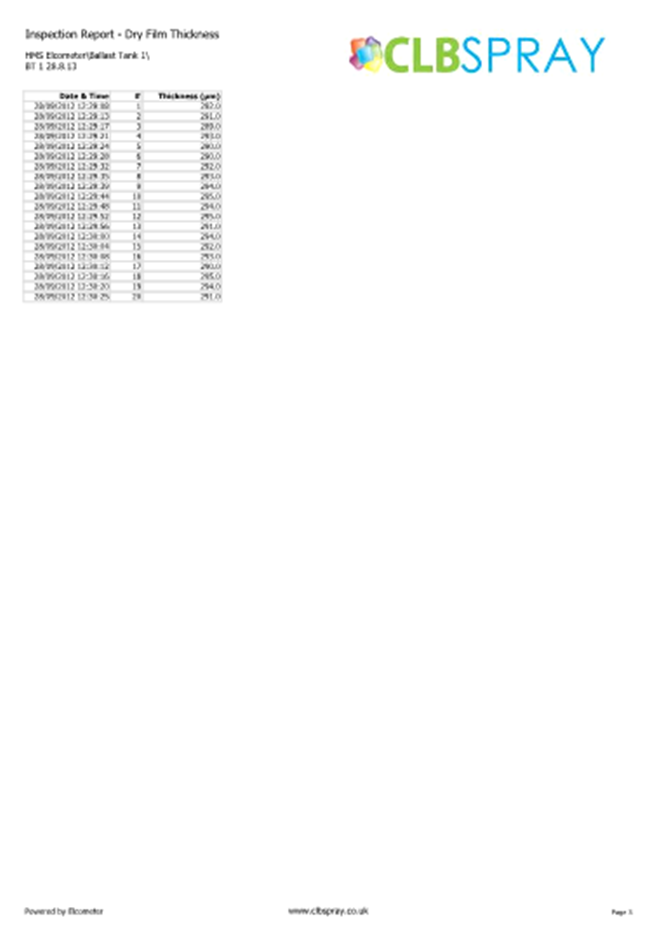 Inspection Report - Dry Film Thickness
CLBSPRAY
HMS Elcometer\Ballast Tank 1\
BT 1 28.8.13
Date & Time # Thickness (µm)
28/09/2012 12:29:08 1 292.0
28/09/2012 12:29:13 2 291.0
28/09/2012 12:29:17 3 289.0
28/09/2012 12:29:21 4 293.0
28/09/2012 12:29:24 5 290.0
28/09/2012 12:29:28 6 290.0
28/09/2012 12:29:32 7 292.0
28/09/2012 12:29:35 8 293.0
28/09/2012 12:29:39 9 294.0
28/09/2012 12:29:44 10 295.0
28/09/2012 12:29:48 11 294.0
28/09/2012 12:29:52 12 295.0
28/09/2012 12:29:56 13 291.0
28/09/2012 12:30:00 14 294.0
28/09/2012 12:30:04 15 292.0
28/09/2012 12:30:08 16 293.0
28/09/2012 12:30:12 17 290.0
28/09/2012 12:30:16 18 295.0
28/09/2012 12:30:20 19 294.0
28/09/2012 12:30:25 20 291.0
Powered by Elcometer www.clbspray.co.uk Page